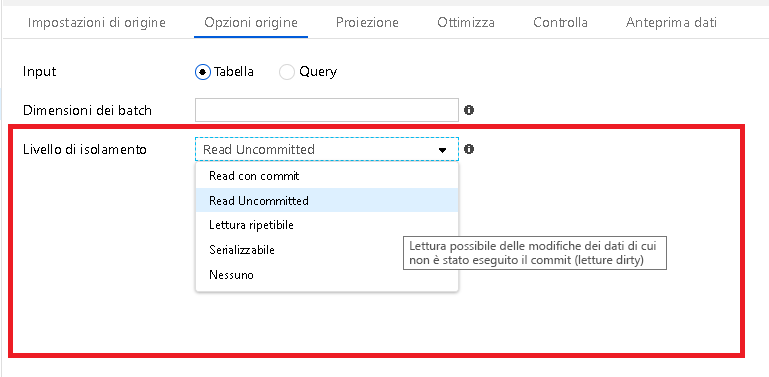 Impostazioni di origine Opzioni origine Proiezione Ottimizza Controlla Anteprima dati
Input Tabella Query
Dimensioni dei batch
Livello di isolamento Read Uncommitted
Read con commit
Read Uncommitted
Lettura ripetibile
Serializzabile
Nessuno
Lettura possibile delle modifiche dei dati di cui
non è stato eseguito il commit (letture dirty)